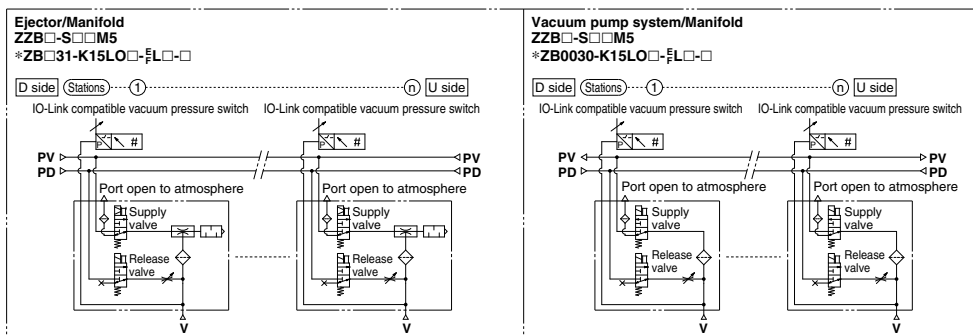 Ejector/Manifold
ZZB□-S□□M5
*ZB□31-K15LO□-E/FL□-□
D side Stations 1 n U side
IO-Link compatible vacuum pressure switch IO-Link compatible vacuum pressure switch
P # P #
PV PV
PD PD
Port open to atmosphere Port open to atmosphere
Supply valve Supply valve
Release valve Release valve
V V
Vacuum pump system/Manifold
ZZB□-S□□M5
*ZB0030-K15LO□-E/FL□-□
D side Stations 1 n U side
IO-Link compatible vacuum pressure switch IO-Link compatible vacuum pressure switch
P # P #
PV PV
PD PD
Port open to atmosphere Port open to atmosphere
Supply valve Supply valve
Release valve Release valve
V V